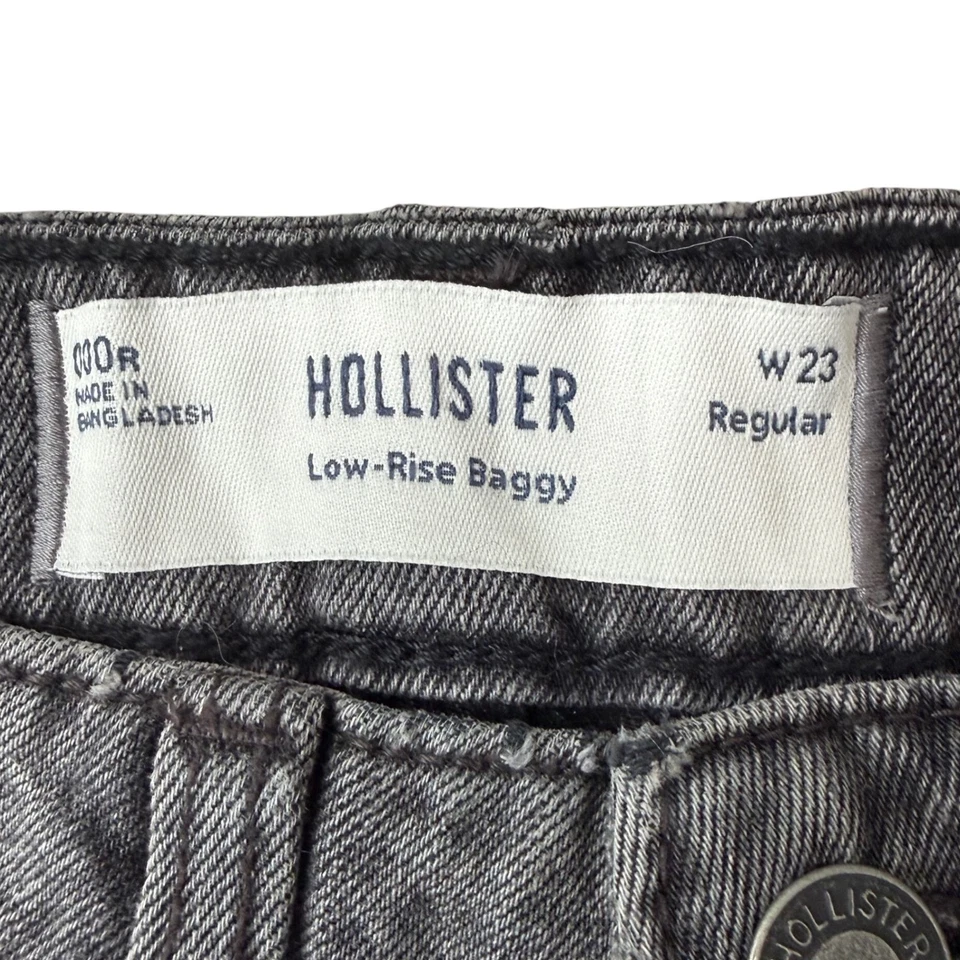 000R
MADE IN
BANGLADESH
HOLLISTER
Low-Rise Baggy
W 23
Regular
HOLLISTER